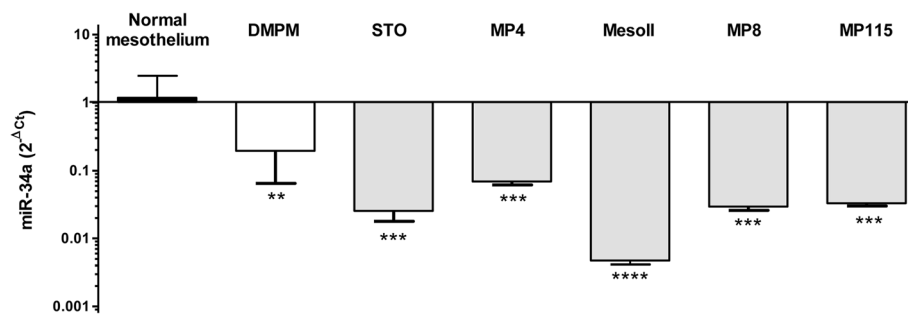 Normal
mesothelium
DMPM
STO
MP4
MesoII
MP8
MP115
miR-34a (2^-ΔCt)
10
1
0.1
0.01
0.001
**
***
***
****
***
***